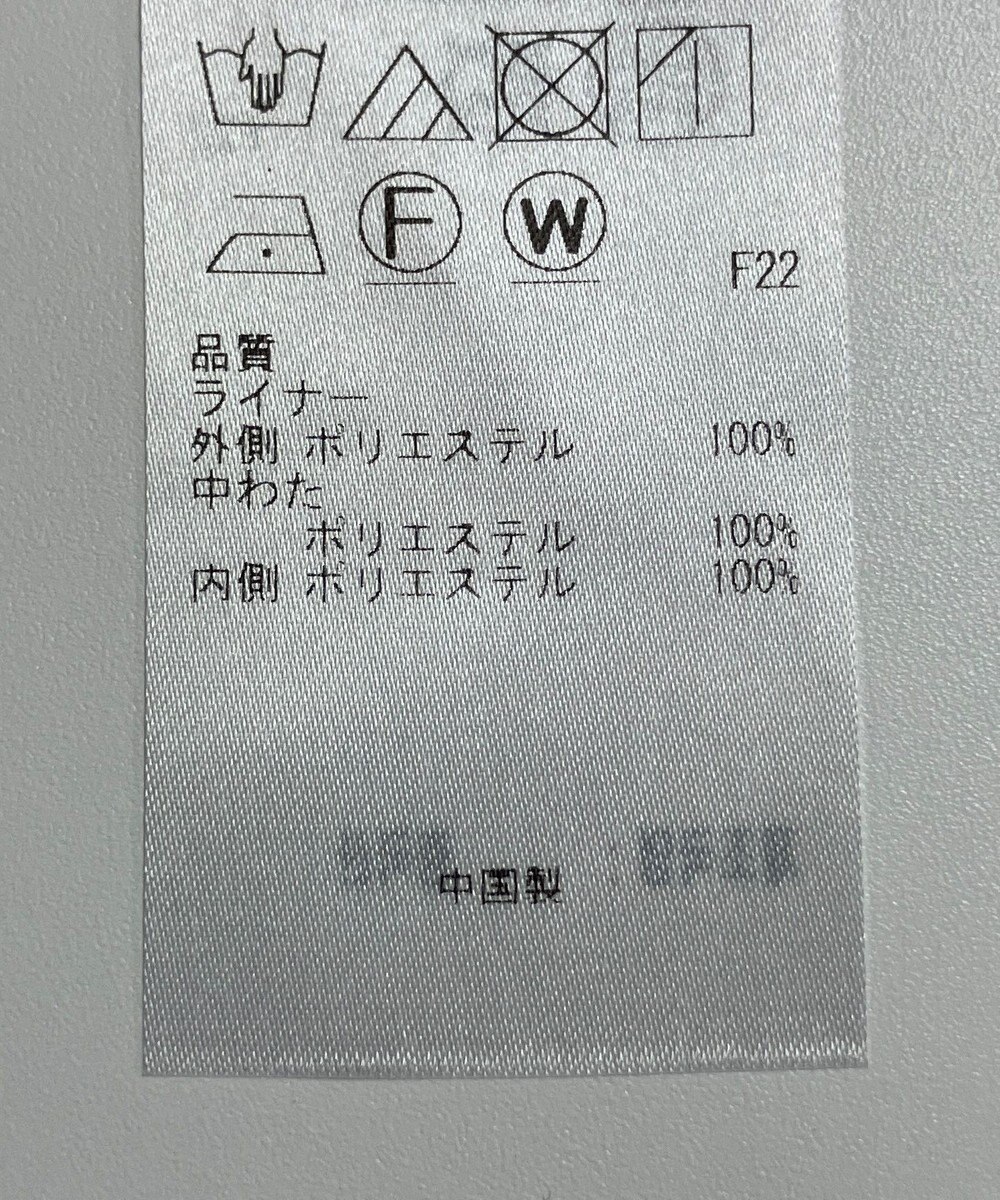 F
W
F22
品質
ライナー
外側 ポリエステル 100%
中わた
ポリエステル 100%
内側 ポリエステル 100%
中国製